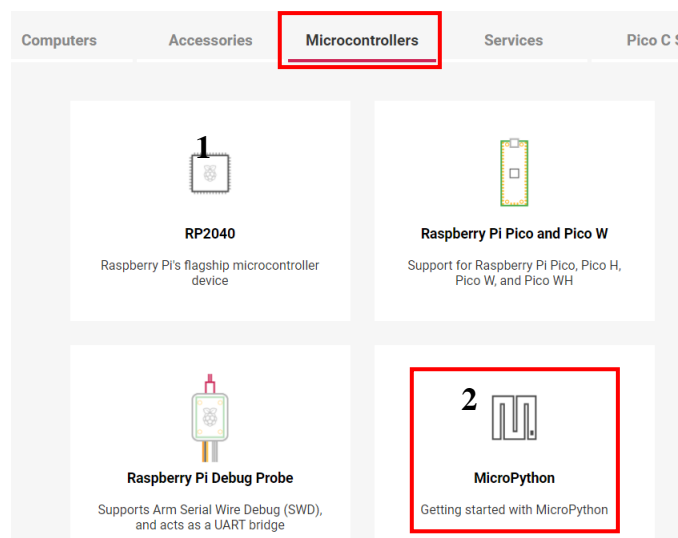 Computers Accessories Microcontrollers Services Pico C
1
RP2040
Raspberry Pi's flagship microcontroller
device
Raspberry Pi Pico and Pico W
Support for Raspberry Pi Pico, Pico H,
Pico W, and Pico WH
Raspberry Pi Debug Probe
Supports Arm Serial Wire Debug (SWD),
and acts as a UART bridge
2
MicroPython
Getting started with MicroPython